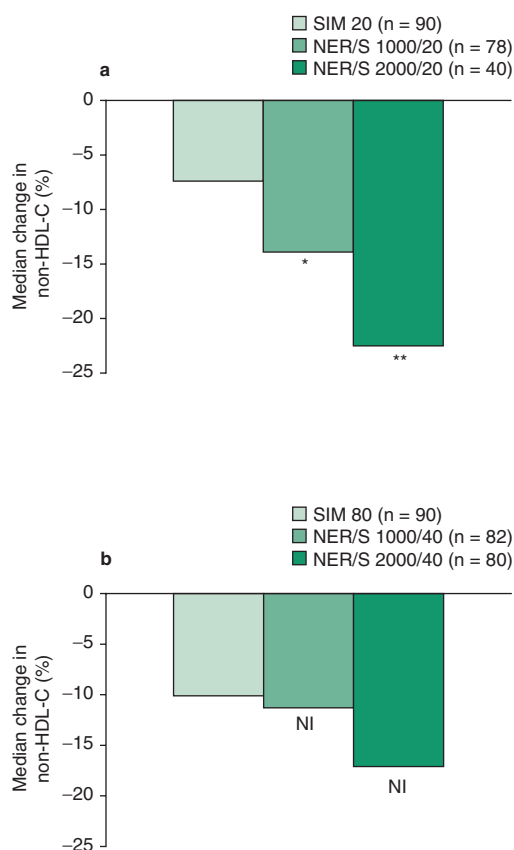 SIM 20 (n = 90)
NER/S 1000/20 (n = 78)
NER/S 2000/20 (n = 40)
a
Median change in
non-HDL-C (%)
0
−5
−10
−15
−20
−25
*
**
SIM 80 (n = 90)
NER/S 1000/40 (n = 82)
NER/S 2000/40 (n = 80)
b
Median change in
non-HDL-C (%)
0
−5
−10
−15
−20
−25
NI
NI